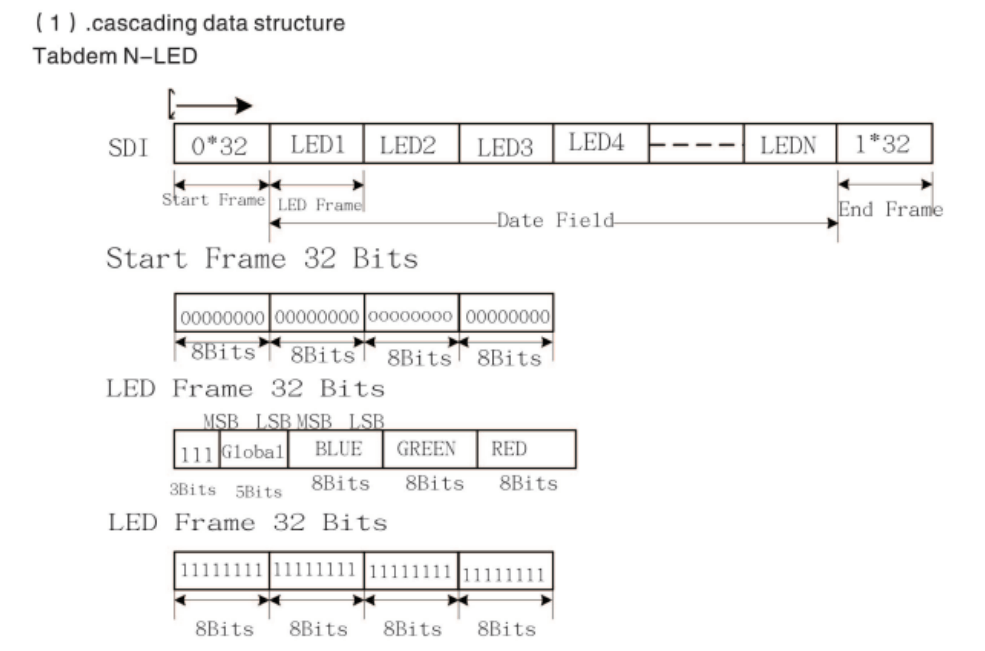 (1).cascading data structure
Tabdem N–LED
SDI 0*32 LED1 LED2 LED3 LED4 LEDN 1*32
Start Frame LED Frame End Frame
Date Field
Start Frame 32 Bits
00000000 00000000 00000000 00000000
8Bits 8Bits 8Bits 8Bits
LED Frame 32 Bits
MSB LSB MSB LSB
111 Global BLUE GREEN RED
3Bits 5Bits 8Bits 8Bits 8Bits
LED Frame 32 Bits
11111111 11111111 11111111 11111111
8Bits 8Bits 8Bits 8Bits